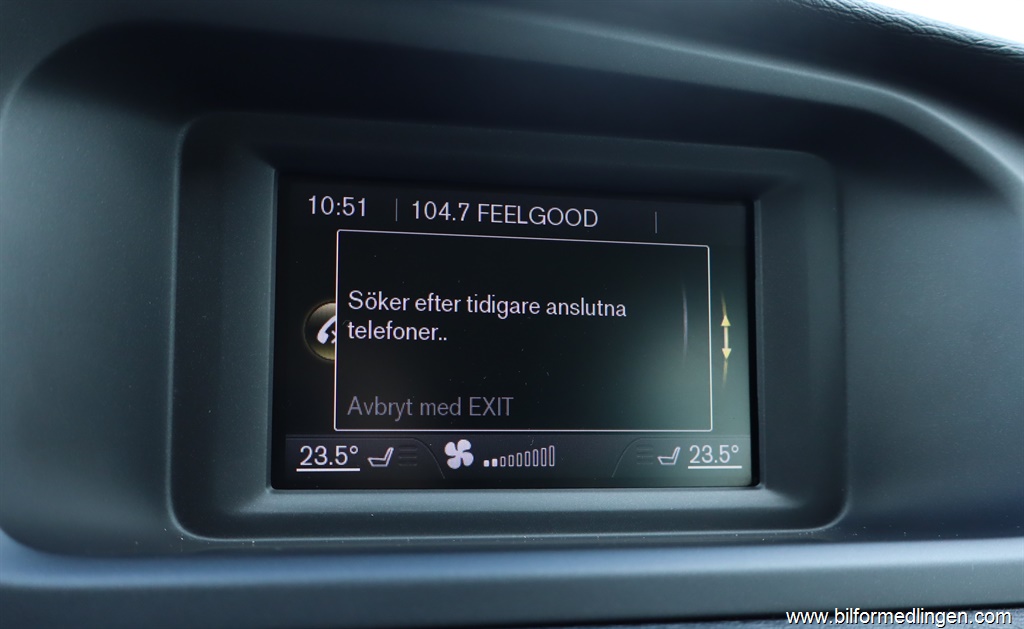 10:51 104.7 FEELGOOD
Söker efter tidigare anslutna
telefoner..
Avbryt med EXIT
23.5° 23.5°
www.bilformedlingen.com